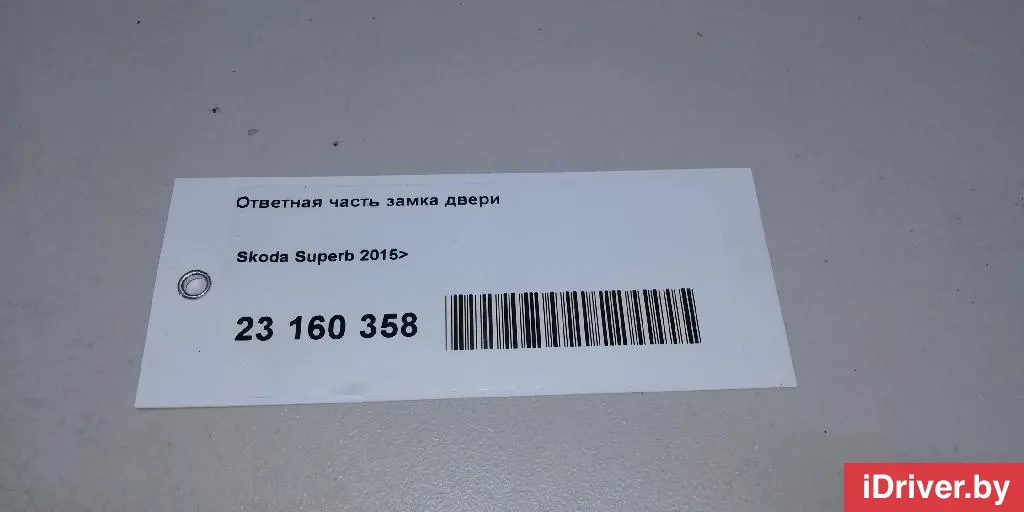 Ответная часть замка двери
Skoda Superb 2015>
23 160 358
iDriver.by